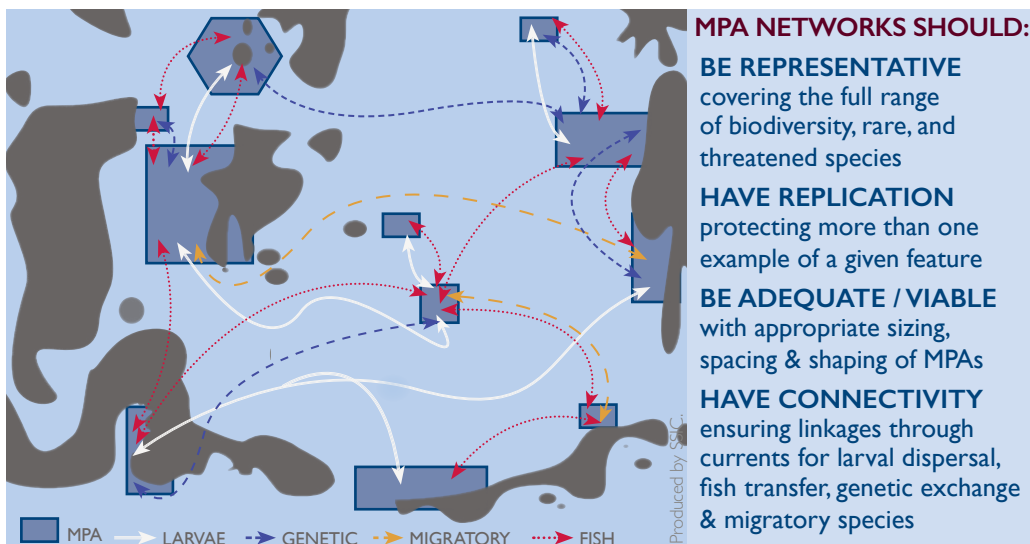 MPA NETWORKS SHOULD:
BE REPRESENTATIVE
covering the full range
of biodiversity, rare, and
threatened species
HAVE REPLICATION
protecting more than one
example of a given feature
BE ADEQUATE / VIABLE
with appropriate sizing,
spacing & shaping of MPAs
HAVE CONNECTIVITY
ensuring linkages through
currents for larval dispersal,
fish transfer, genetic exchange
& migratory species
Produced by SSIC.
MPA LARVAE GENETIC MIGRATORY FISH